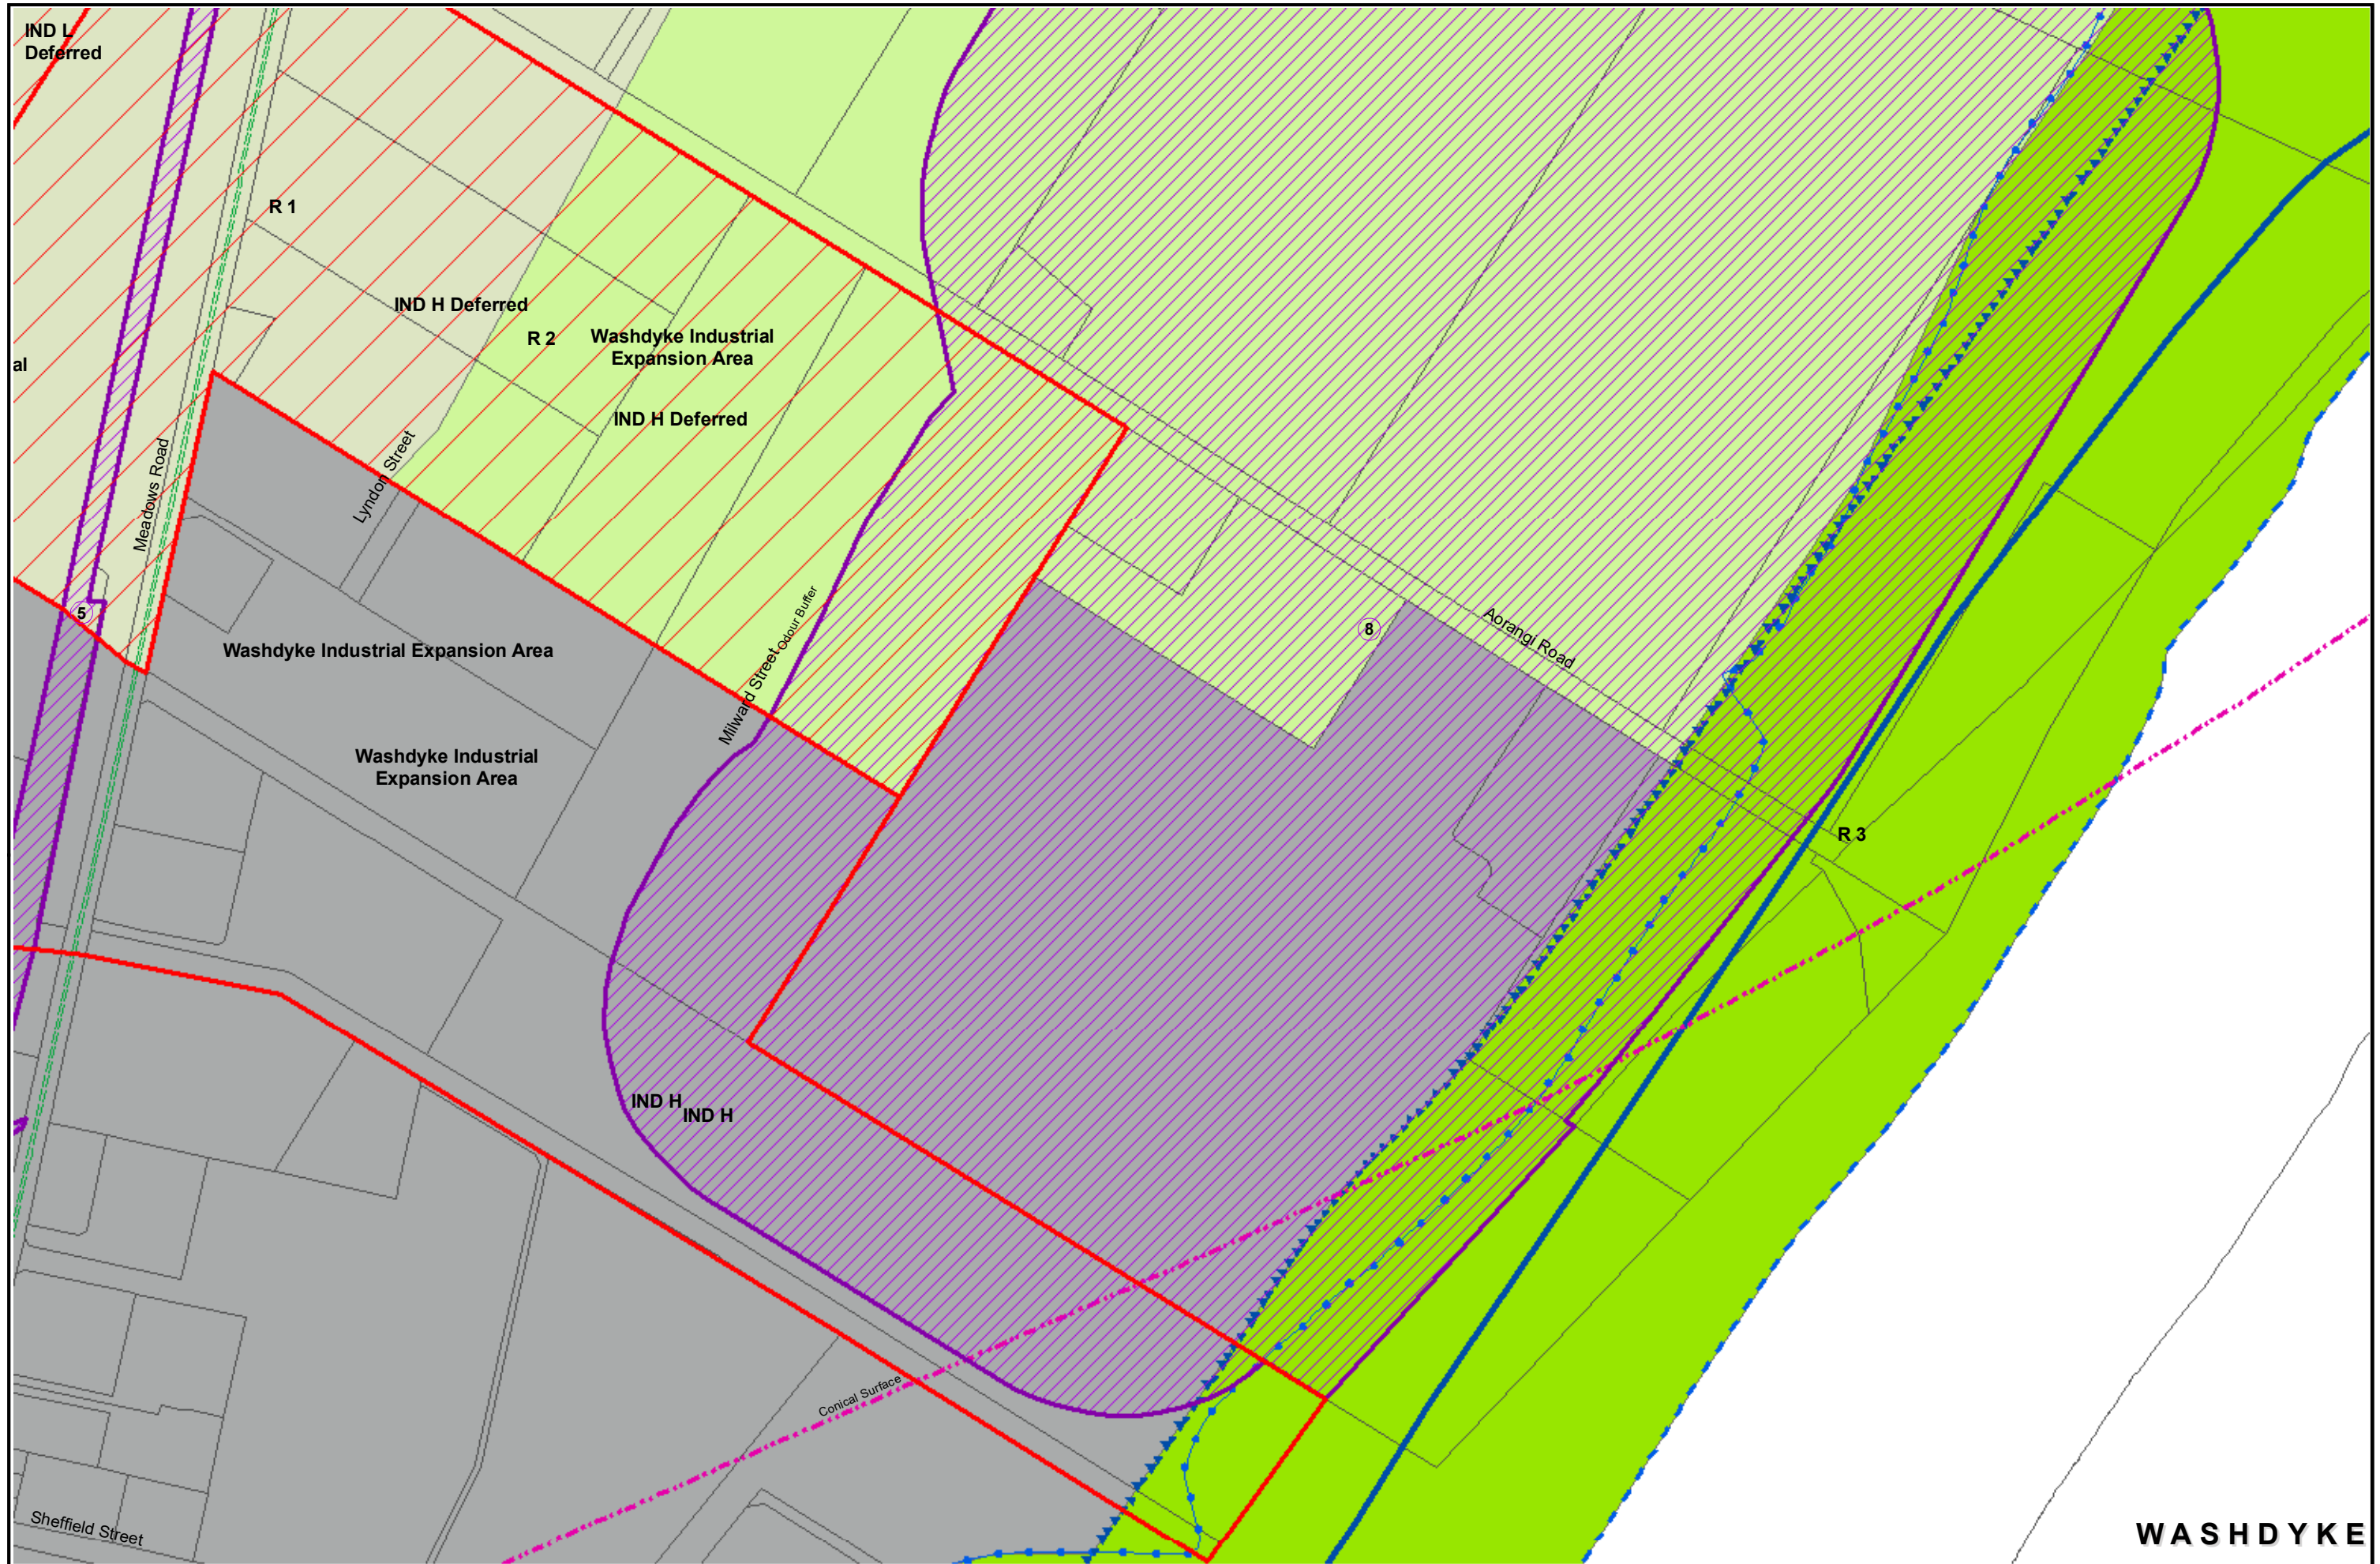 IND L
Deferred
R 1
IND H Deferred
R 2
Washdyke Industrial
Expansion Area
al
IND H Deferred
Meadows Road
Lyndon Street
5
Odour Buffer
8
Aorangi Road
Washdyke Industrial Expansion Area
Milward Street
Washdyke Industrial
Expansion Area
R 3
IND H
IND H
Conical Surface
Sheffield Street
WASHDYKE